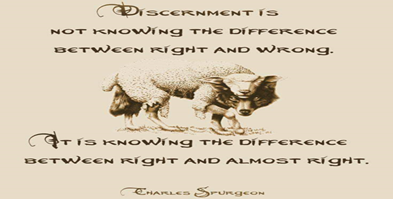 Discernment is
not knowing the difference
between right and wrong.
It is knowing the difference
between right and almost right.
Charles Spurgeon